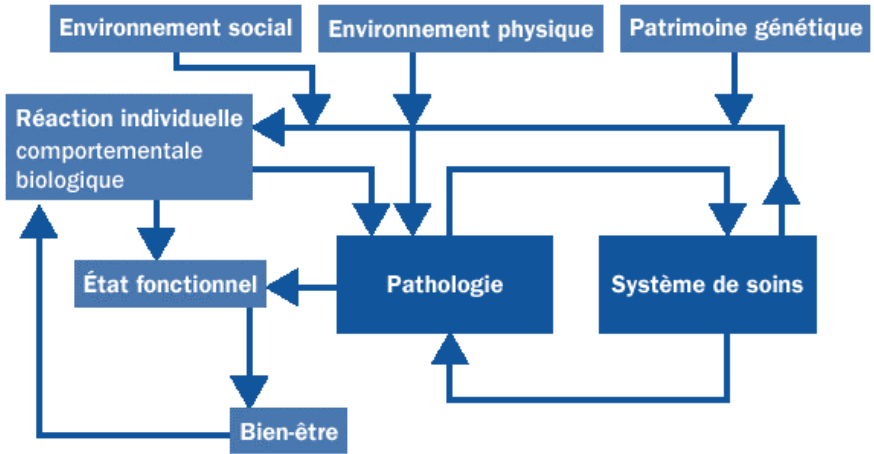 Environnement social
Environnement physique
Patrimoine génétique
Réaction individuelle
comportementale
biologique
État fonctionnel
Pathologie
Système de soins
Bien-être